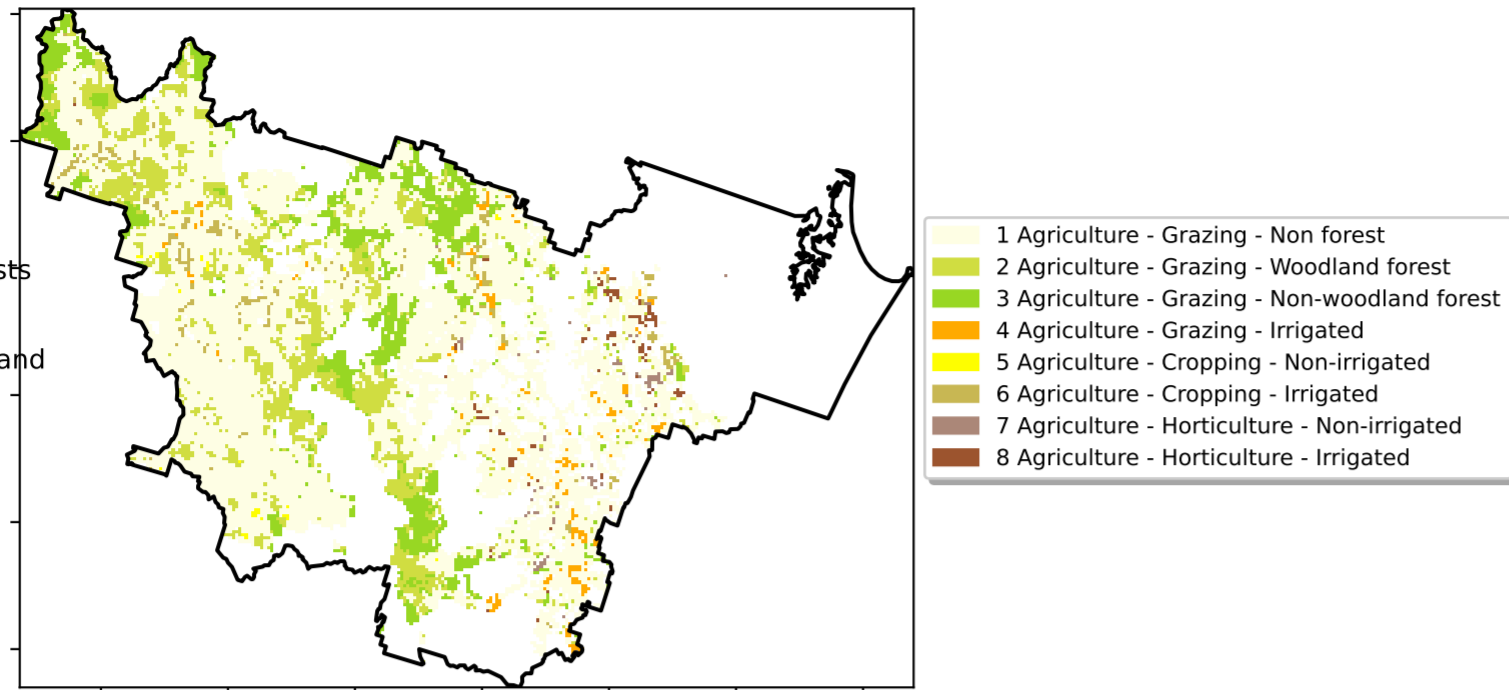 sts
and
1 Agriculture - Grazing - Non forest
2 Agriculture - Grazing - Woodland forest
3 Agriculture - Grazing - Non-woodland forest
4 Agriculture - Grazing - Irrigated
5 Agriculture - Cropping - Non-irrigated
6 Agriculture - Cropping - Irrigated
7 Agriculture - Horticulture - Non-irrigated
8 Agriculture - Horticulture - Irrigated